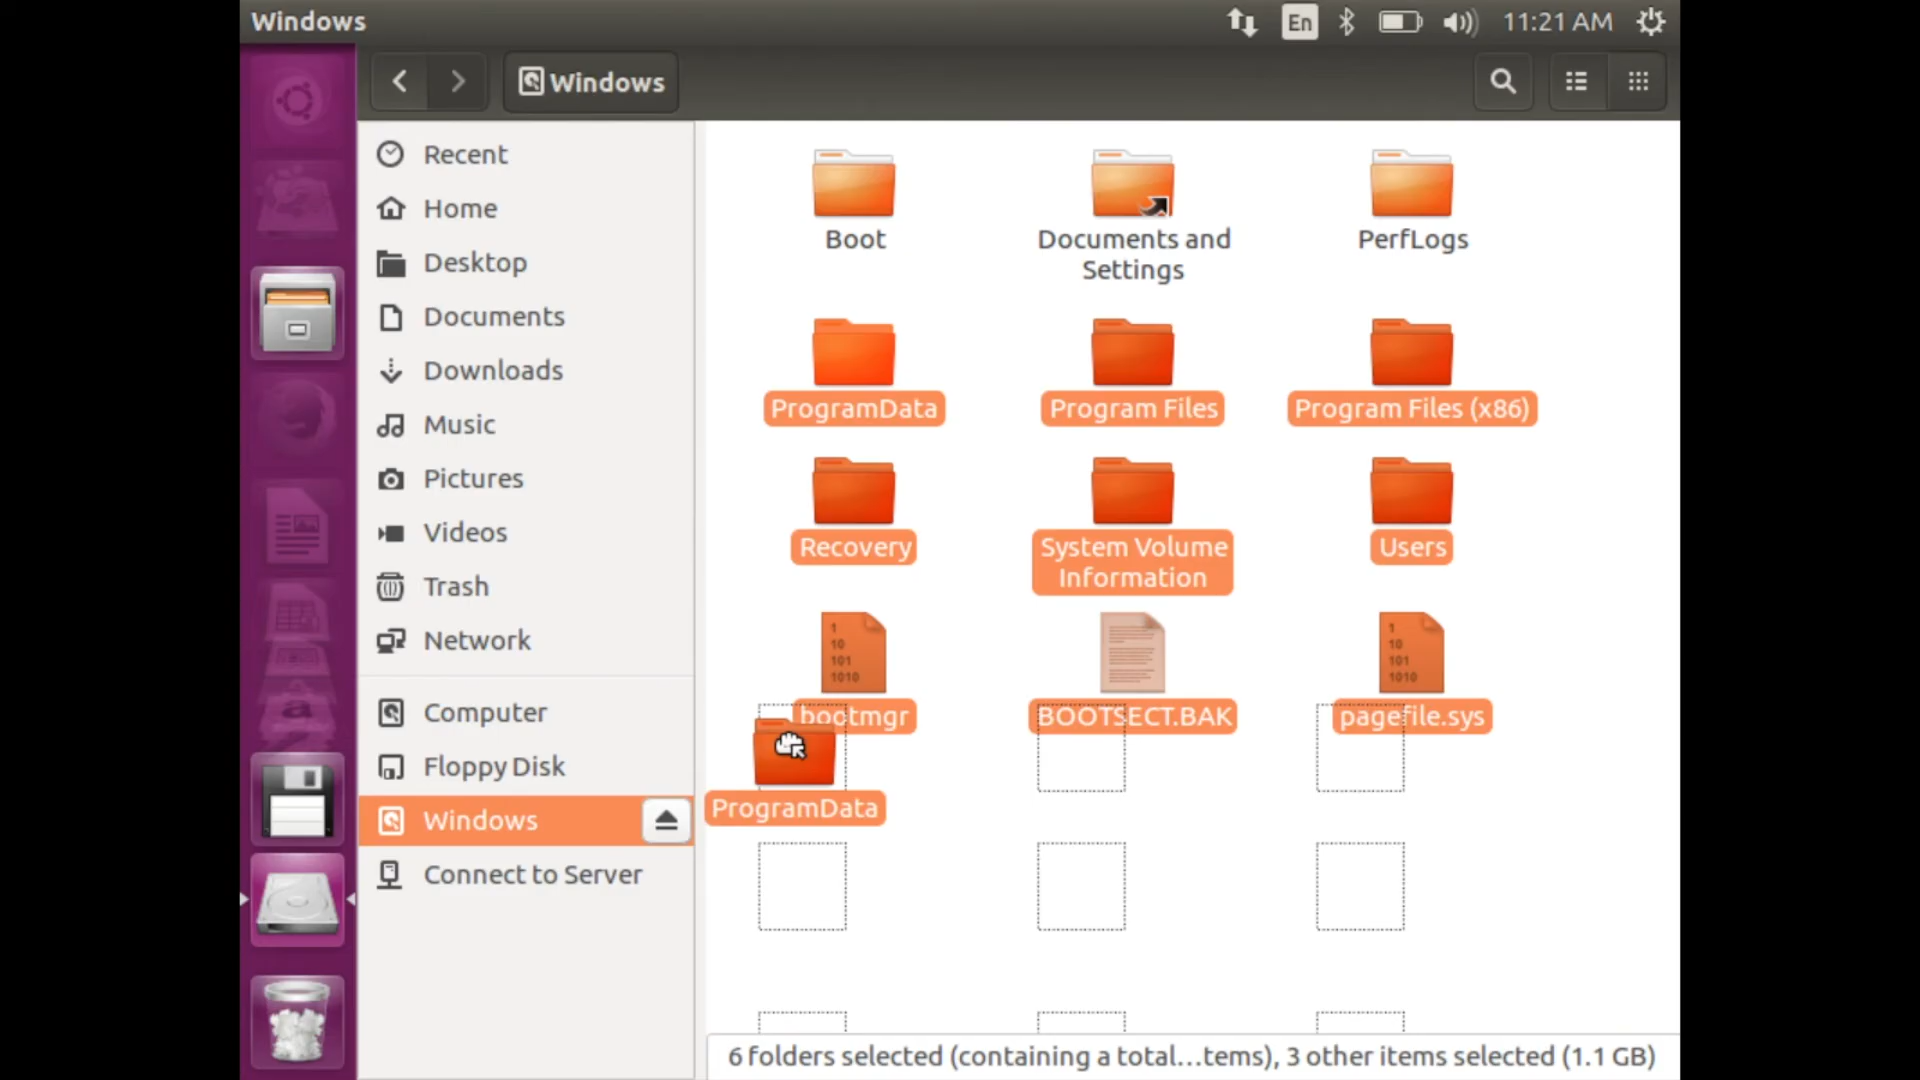 Windows
En
11:21 AM
Windows
Recent
Home
Desktop
Documents
Downloads
Music
Pictures
Videos
Trash
Network
Computer
Floppy Disk
Windows
Connect to Server
Boot
Documents and
Settings
PerfLogs
ProgramData
Program Files
Program Files (x86)
Recovery
System Volume
Information
Users
1
10
101
1010
1
10
101
1010
bootmgr
BOOTSECT.BAK
pagefile.sys
ProgramData
6 folders selected (containing a total…tems), 3 other items selected (1.1 GB)